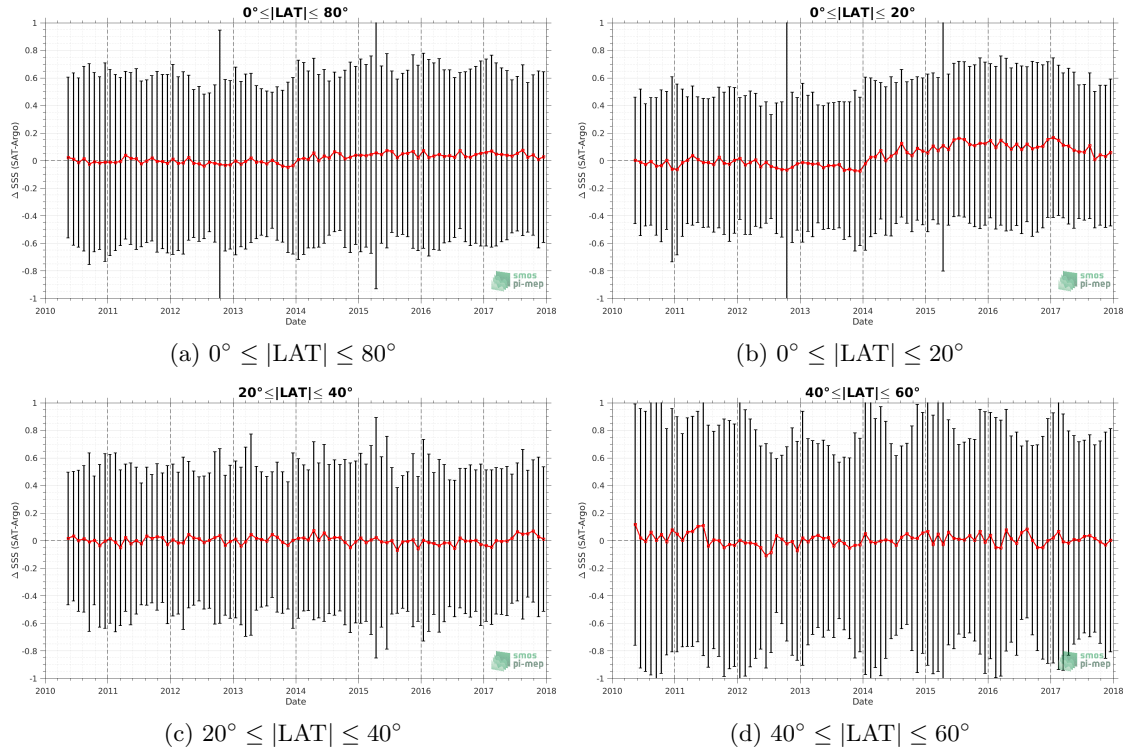 0°≤|LAT|≤ 80°
1
0.8
0.6
0.4
0.2
0
-0.2
-0.4
-0.6
-0.8
-1
Δ SSS (SAT-Argo)
2010 2011 2012 2013 2014 2015 2016 2017 2018
Date
smos
pi-mep
(a) 0° ≤ |LAT| ≤ 80°
0°≤|LAT|≤ 20°
1
0.8
0.6
0.4
0.2
0
-0.2
-0.4
-0.6
-0.8
-1
Δ SSS (SAT-Argo)
2010 2011 2012 2013 2014 2015 2016 2017 2018
Date
smos
pi-mep
(b) 0° ≤ |LAT| ≤ 20°
20°≤|LAT|≤ 40°
1
0.8
0.6
0.4
0.2
0
-0.2
-0.4
-0.6
-0.8
-1
Δ SSS (SAT-Argo)
2010 2011 2012 2013 2014 2015 2016 2017 2018
Date
smos
pi-mep
(c) 20° ≤ |LAT| ≤ 40°
40°≤|LAT|≤ 60°
1
0.8
0.6
0.4
0.2
0
-0.2
-0.4
-0.6
-0.8
-1
Δ SSS (SAT-Argo)
2010 2011 2012 2013 2014 2015 2016 2017 2018
Date
smos
pi-mep
(d) 40° ≤ |LAT| ≤ 60°